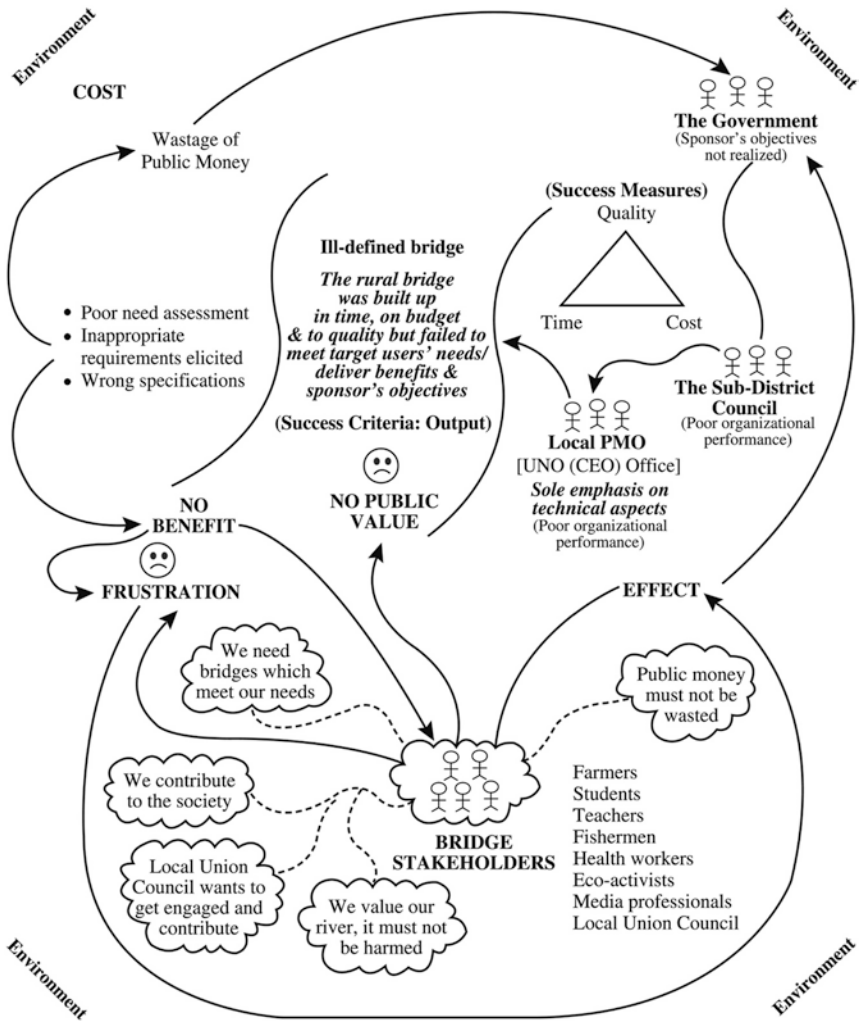 Environment
Environment
COST
Wastage of
Public Money
The Government
(Sponsor's objectives
not realized)
(Success Measures)
Quality
Time
Cost
Ill-defined bridge
The rural bridge
was built up
in time, on budget
& to quality but failed to
meet target users' needs/
deliver benefits &
sponsor's objectives
(Success Criteria: Output)
• Poor need assessment
• Inappropriate
requirements elicited
• Wrong specifications
The Sub-District
Council
(Poor organizational
performance)
Local PMO
[UNO (CEO) Office]
Sole emphasis on
technical aspects
(Poor organizational
performance)
NO PUBLIC
VALUE
NO
BENEFIT
FRUSTRATION
EFFECT
We need
bridges which
meet our needs
Public money
must not be
wasted
We contribute
to the society
Local Union
Council wants to
get engaged and
contribute
We value our
river, it must not
be harmed
BRIDGE
STAKEHOLDERS
Farmers
Students
Teachers
Fishermen
Health workers
Eco-activists
Media professionals
Local Union Council
Environment
Environment